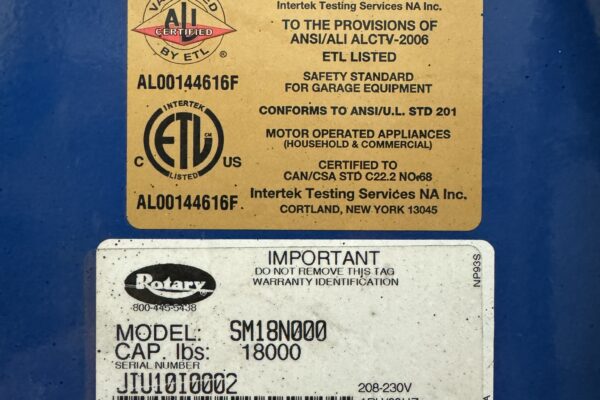 ALI
CERTIFIED
BY ETL ®
AL00144616F
INTERTEK
ETL
CM
C US
LISTED
AL00144616F
Intertek Testing Services NA Inc.
TO THE PROVISIONS OF
ANSI/ALI ALCTV-2006
ETL LISTED
SAFETY STANDARD
FOR GARAGE EQUIPMENT
CONFORMS TO ANSI/U.L. STD 201
MOTOR OPERATED APPLIANCES
(HOUSEHOLD & COMMERCIAL)
CERTIFIED TO
CAN/CSA STD C22.2 NO.68
Intertek Testing Services NA Inc.
CORTLAND, NEW YORK 13045
IMPORTANT
DO NOT REMOVE THIS TAG
WARRANTY IDENTIFICATION
NP93S
Rotary ®
800-445-5438
MODEL: SM18N000
CAP. lbs: 18000
SERIAL NUMBER
JIU10I0002
208-230V